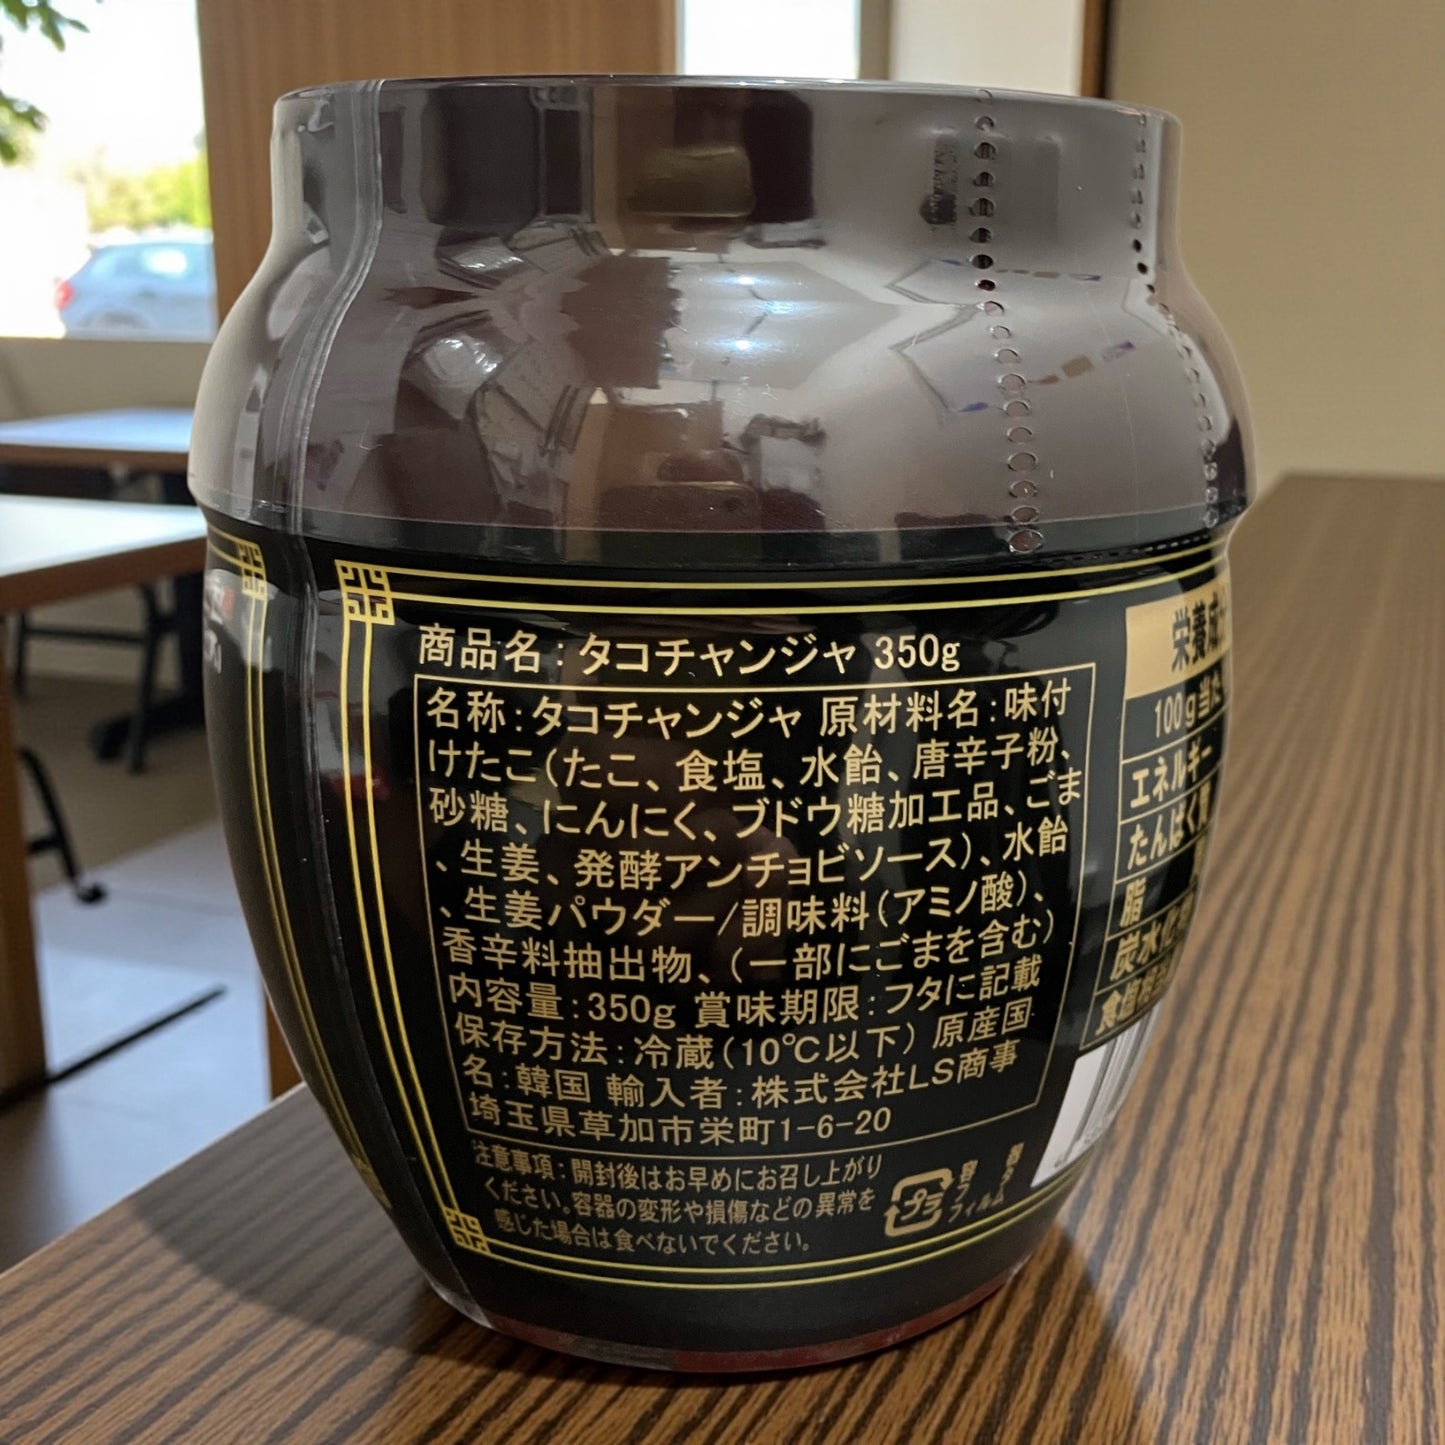 商品名：タコチャンジャ 350g
名称：タコチャンジャ 原材料名：味付
けたこ（たこ、食塩、水飴、唐辛子粉、
砂糖、にんにく、ブドウ糖加工品、ごま
、生姜、発酵アンチョビソース）、水飴
、生姜パウダー/調味料（アミノ酸）、
香辛料抽出物、（一部にごまを含む）
内容量：350g 賞味期限：フタに記載
保存方法：冷蔵（10℃以下）原産国
名：韓国 輸入者：株式会社LS商事
埼玉県草加市栄町1-6-20
注意事項：開封後はお早めにお召し上がり
ください。容器の変形や損傷などの異常を
感じた場合は食べないでください。
プラ
フィルム
栄養成
100g当た
エネルギー
たんぱく質
脂
炭水化
食塩